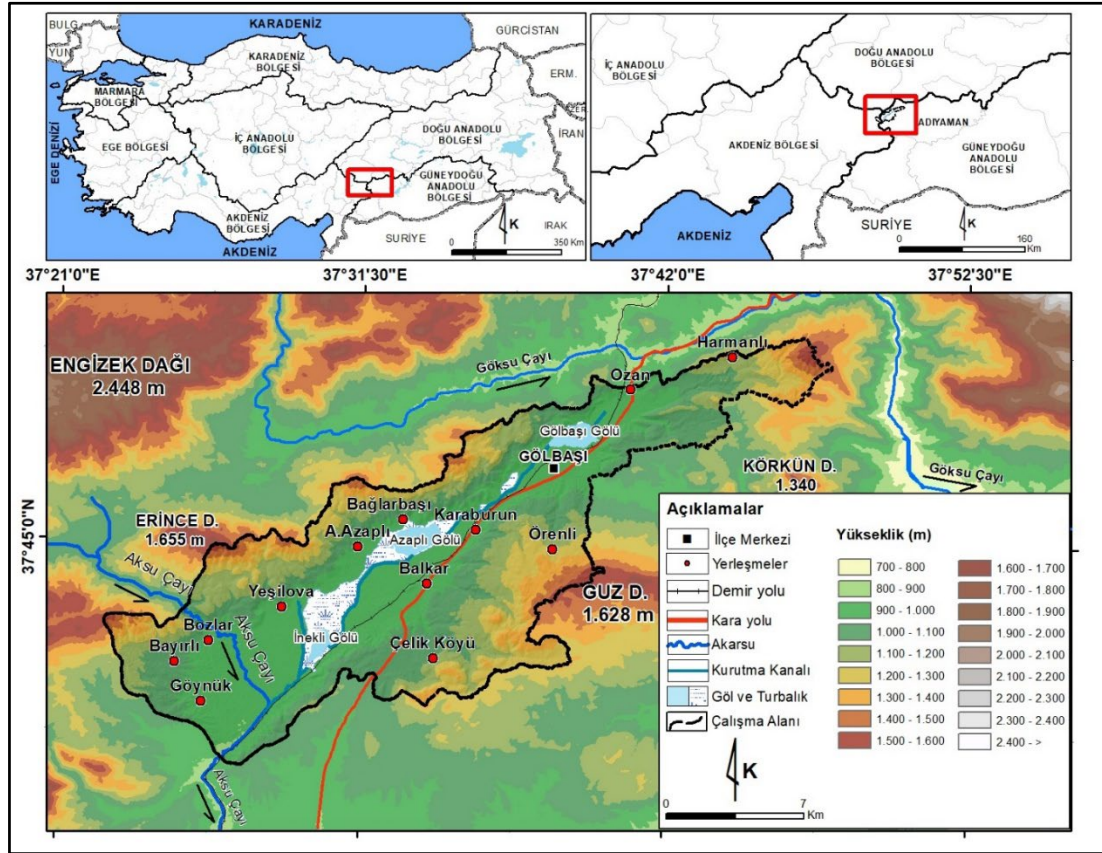 KARADENİZ
BULG
YUN
GÜRCİSTAN
KARADENİZ
BÖLGESİ
MARMARA
BÖLGESİ
ERM.
İRAN
EGE DENİZİ
EGE BÖLGESİ
İÇ ANADOLU
BÖLGESİ
DOĞU ANADOLU
BÖLGESİ
GÜNEYDOĞU
ANADOLU
BÖLGESİ
AKDENİZ
BÖLGESİ
AKDENİZ
SURİYE
IRAK
K
0 350 Km
İÇ ANADOLU
BÖLGESİ
DOĞU ANADOLU
BÖLGESİ
ADIYAMAN
AKDENİZ BÖLGESİ
GÜNEYDOĞU
ANADOLU
BÖLGESİ
AKDENİZ
SURİYE
K
0 160
Km
37°21'0"E 37°31'30"E 37°42'0"E 37°52'30"E
37°45'0"N
ENGİZEK DAĞI
2.448 m
Göksu Çayı
Harmanlı
Ozan
Gölbaşı Gölü
GÖLBAŞI
KÖRKÜN D.
1.340
Göksu Çayı
ERİNCE D.
1.655 m
Bağlarbaşı
Karaburun
A.Azaplı
Azaplı Gölü
Örenli
Balkar
GUZ D.
1.628 m
Aksu Çayı
Yeşilova
Bozlar
Aksu Çayı
Bayırlı
İnekli Gölü
Çelik Köyü
Göynük
Aksu Çayı
Açıklamalar
İlçe Merkezi
Yerleşmeler
Demir yolu
Kara yolu
Akarsu
Kurutma Kanalı
Göl ve Turbalık
Çalışma Alanı
K
0 7
Km
Yükseklik (m)
700 - 800
800 - 900
900 - 1.000
1.000 - 1.100
1.100 - 1.200
1.200 - 1.300
1.300 - 1.400
1.400 - 1.500
1.500 - 1.600
1.600 - 1.700
1.700 - 1.800
1.800 - 1.900
1.900 - 2.000
2.000 - 2.100
2.100 - 2.200
2.200 - 2.300
2.300 - 2.400
2.400 - >